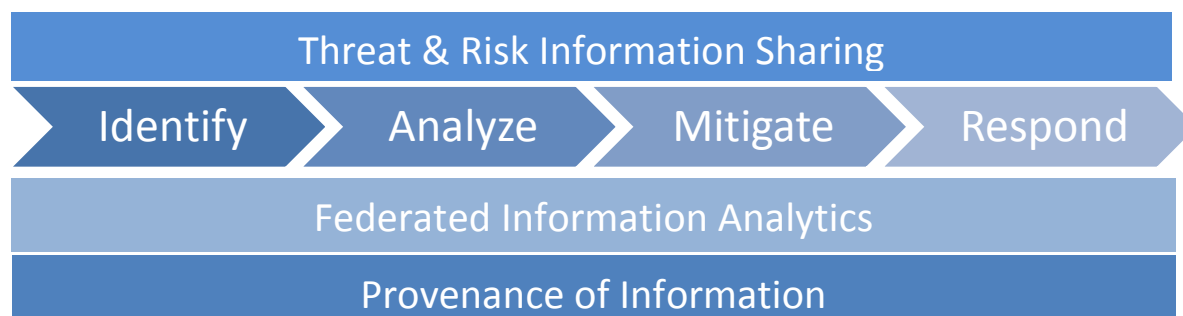 Threat & Risk Information Sharing
Identify Analyze Mitigate Respond
Federated Information Analytics
Provenance of Information